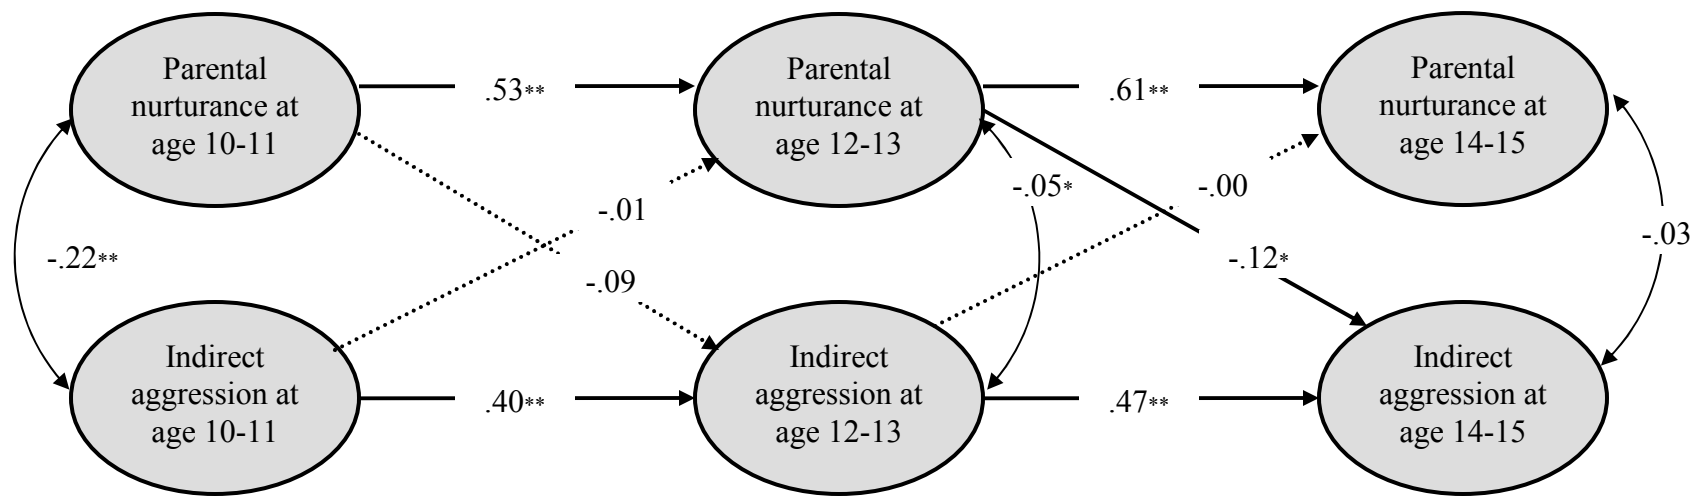 Parental
nurturance at
age 10-11
.53**
Parental
nurturance at
age 12-13
.61**
Parental
nurturance at
age 14-15
-.22**
-.01
-.09
-.05*
-.00
-.12*
-.03
Indirect
aggression at
age 10-11
.40**
Indirect
aggression at
age 12-13
.47**
Indirect
aggression at
age 14-15